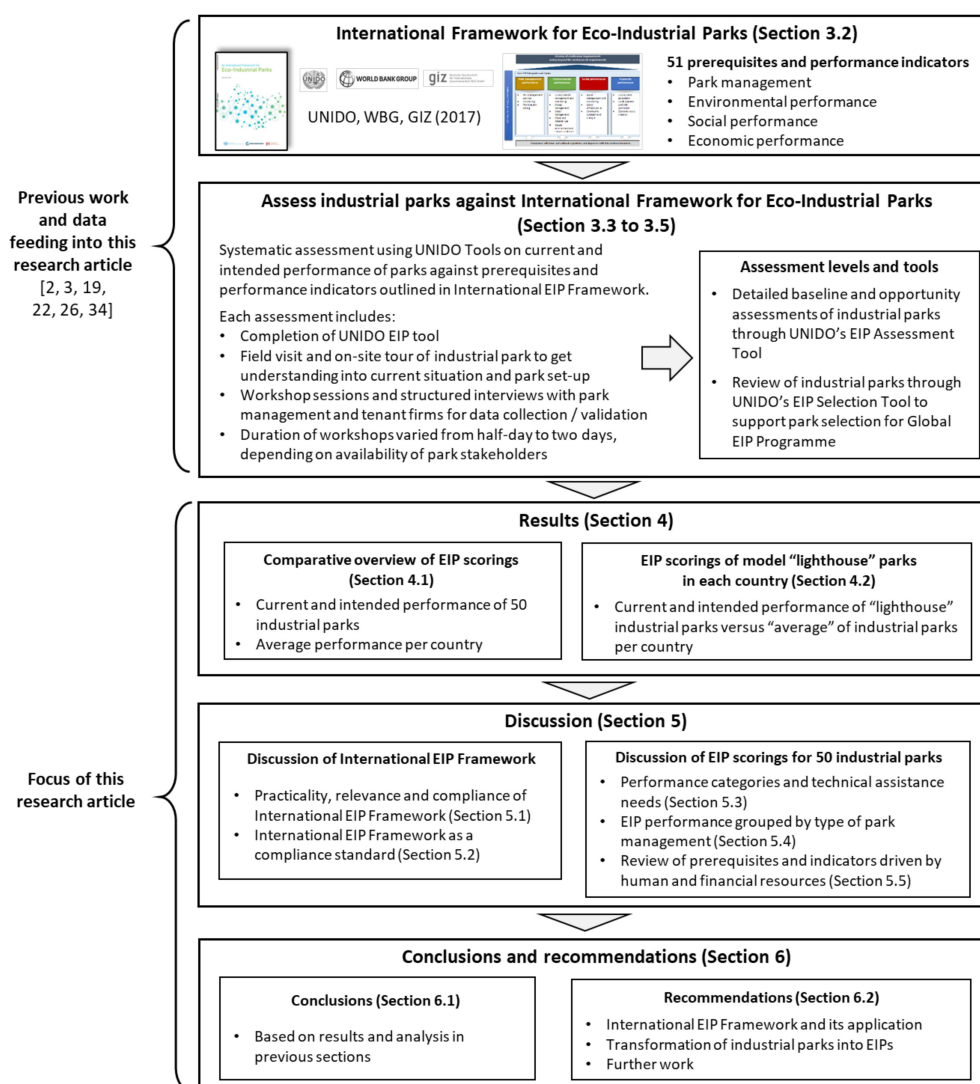 International Framework for Eco-Industrial Parks (Section 3.2)
Eco-Industrial Parks
UNIDO
WORLD BANK GROUP
giz
UNIDO, WBG, GIZ (2017)
51 prerequisites and performance indicators
• Park management
• Environmental performance
• Social performance
• Economic performance
Previous work
and data
feeding into this
research article
[2, 3, 19,
22, 26, 34]
Assess industrial parks against International Framework for Eco-Industrial Parks
(Section 3.3 to 3.5)
Systematic assessment using UNIDO Tools on current and
intended performance of parks against prerequisites and
performance indicators outlined in International EIP Framework.
Each assessment includes:
• Completion of UNIDO EIP tool
• Field visit and on-site tour of industrial park to get
understanding into current situation and park set-up
• Workshop sessions and structured interviews with park
management and tenant firms for data collection / validation
• Duration of workshops varied from half-day to two days,
depending on availability of park stakeholders
Assessment levels and tools
• Detailed baseline and opportunity
assessments of industrial parks
through UNIDO's EIP Assessment
Tool
• Review of industrial parks through
UNIDO's EIP Selection Tool to
support park selection for Global
EIP Programme
Focus of this
research article
Results (Section 4)
Comparative overview of EIP scorings
(Section 4.1)
• Current and intended performance of 50
industrial parks
• Average performance per country
EIP scorings of model “lighthouse” parks
in each country (Section 4.2)
• Current and intended performance of “lighthouse”
industrial parks versus “average” of industrial parks
per country
Discussion (Section 5)
Discussion of International EIP Framework
• Practicality, relevance and compliance of
International EIP Framework (Section 5.1)
• International EIP Framework as a
compliance standard (Section 5.2)
Discussion of EIP scorings for 50 industrial parks
• Performance categories and technical assistance
needs (Section 5.3)
• EIP performance grouped by type of park
management (Section 5.4)
• Review of prerequisites and indicators driven by
human and financial resources (Section 5.5)
Conclusions and recommendations (Section 6)
Conclusions (Section 6.1)
• Based on results and analysis in
previous sections
Recommendations (Section 6.2)
• International EIP Framework and its application
• Transformation of industrial parks into EIPs
• Further work